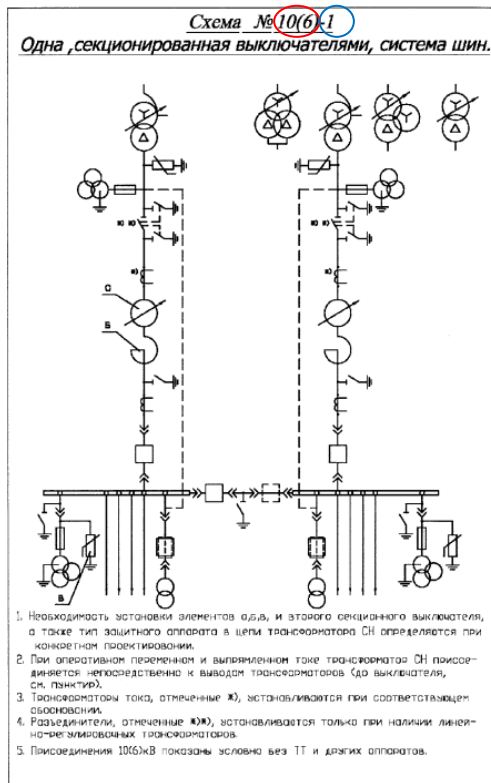 Схема №10(6)-1
Одна ,секционированная выключателями, система шин.
ж)
ж) ж)
ж) ж)
ж)
а
Б
в
1. Необходимость установки элементов а,б,в, и второго секционного выключателя,
а также тип защитного аппарата в цепи трансформатора СН определяются при
конкретном проектировании.
2. При оперативном переменном и выпрямленном токе трансформатор СН присое-
диняется непосредственно к выводом трансформаторов (до выключателя,
см. пунктир).
3. Трансформаторы тока, отмеченные ж), устанавливаются при соответствующем
обосновании.
4. Разъединители, отмеченные ж)ж), устанавливаются только при наличии линей-
но-регулировочных трансформаторов.
5. Присоединения 10(6)кВ показаны условно без ТТ и других аппаратов.